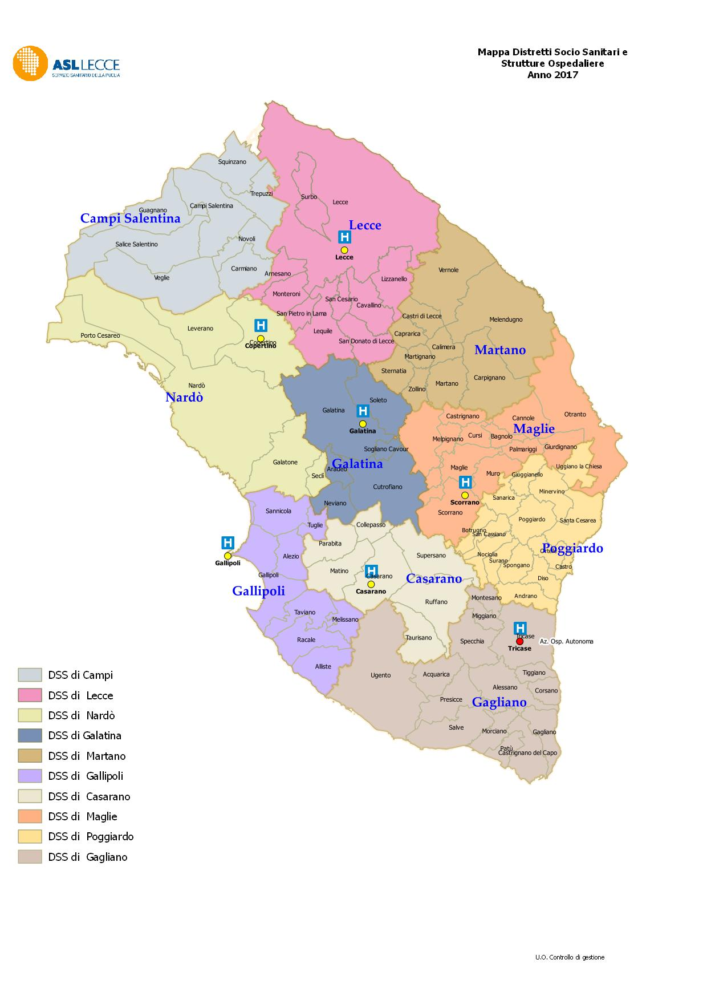 ASL LECCE
SERVIZIO SANITARIO DELLA PUGLIA
Mappa Distretti Socio Sanitari e
Strutture Ospedaliere
Anno 2017
Squinzano
Trepuzzi
Campi Salentina
Guagnano
Campi Salentina
Novoli
Salice Salentino
Carmiano
Veglie
Surbo
Lecce
Lecce
H
Lecce
Arnesano
Lizzanello
Monteroni
San Cesario
Cavallino
San Pietro in Lama
Lequile
San Donato di Lecce
Vernole
Castri di Lecce
Melendugno
Caprarica
Calimera
Martano
Martignano
Sternatia
Carpignano
Martano
Zollino
Porto Cesareo
Leverano
H
Copertino
Copertino
Nardò
Nardò
Galatone
Seclì
Soleto
Galatina
H
Galatina
Sogliano Cavour
Galatina
Aradeo
Cutrofiano
Neviano
Castrignano
Cannole
Otranto
Maglie
Melpignano
Cursi
Bagnolo
Palmariggi
Giurdignano
Maglie
Muro
H
Scorrano
Scorrano
Botrugno
Uggiano la Chiesa
Giuggianello
Minervino
Sanarica
Poggiardo
Santa Cesarea
San Cassiano
Poggiardo
Ortelle
Nociglia
Surano
Spongano
Castro
Diso
Andrano
Sannicola
Tuglie
H
Gallipoli
Alezio
Gallipoli
Gallipoli
Taviano
Melissano
Racale
Alliste
Collepasso
Parabita
Supersano
Matino
H
Casarano
Casarano
Casarano
Ruffano
Taurisano
Montesano
Miggiano
H
Tricase
Tricase
Az. Osp. Autonoma
Specchia
Ugento
Acquarica
Tiggiano
Alessano
Corsano
Presicce
Gagliano
Salve
Morciano
Gagliano
Patù
Castrignano del Capo
DSS di Campi
DSS di Lecce
DSS di Nardò
DSS di Galatina
DSS di Martano
DSS di Gallipoli
DSS di Casarano
DSS di Maglie
DSS di Poggiardo
DSS di Gagliano
U.O. Controllo di gestione